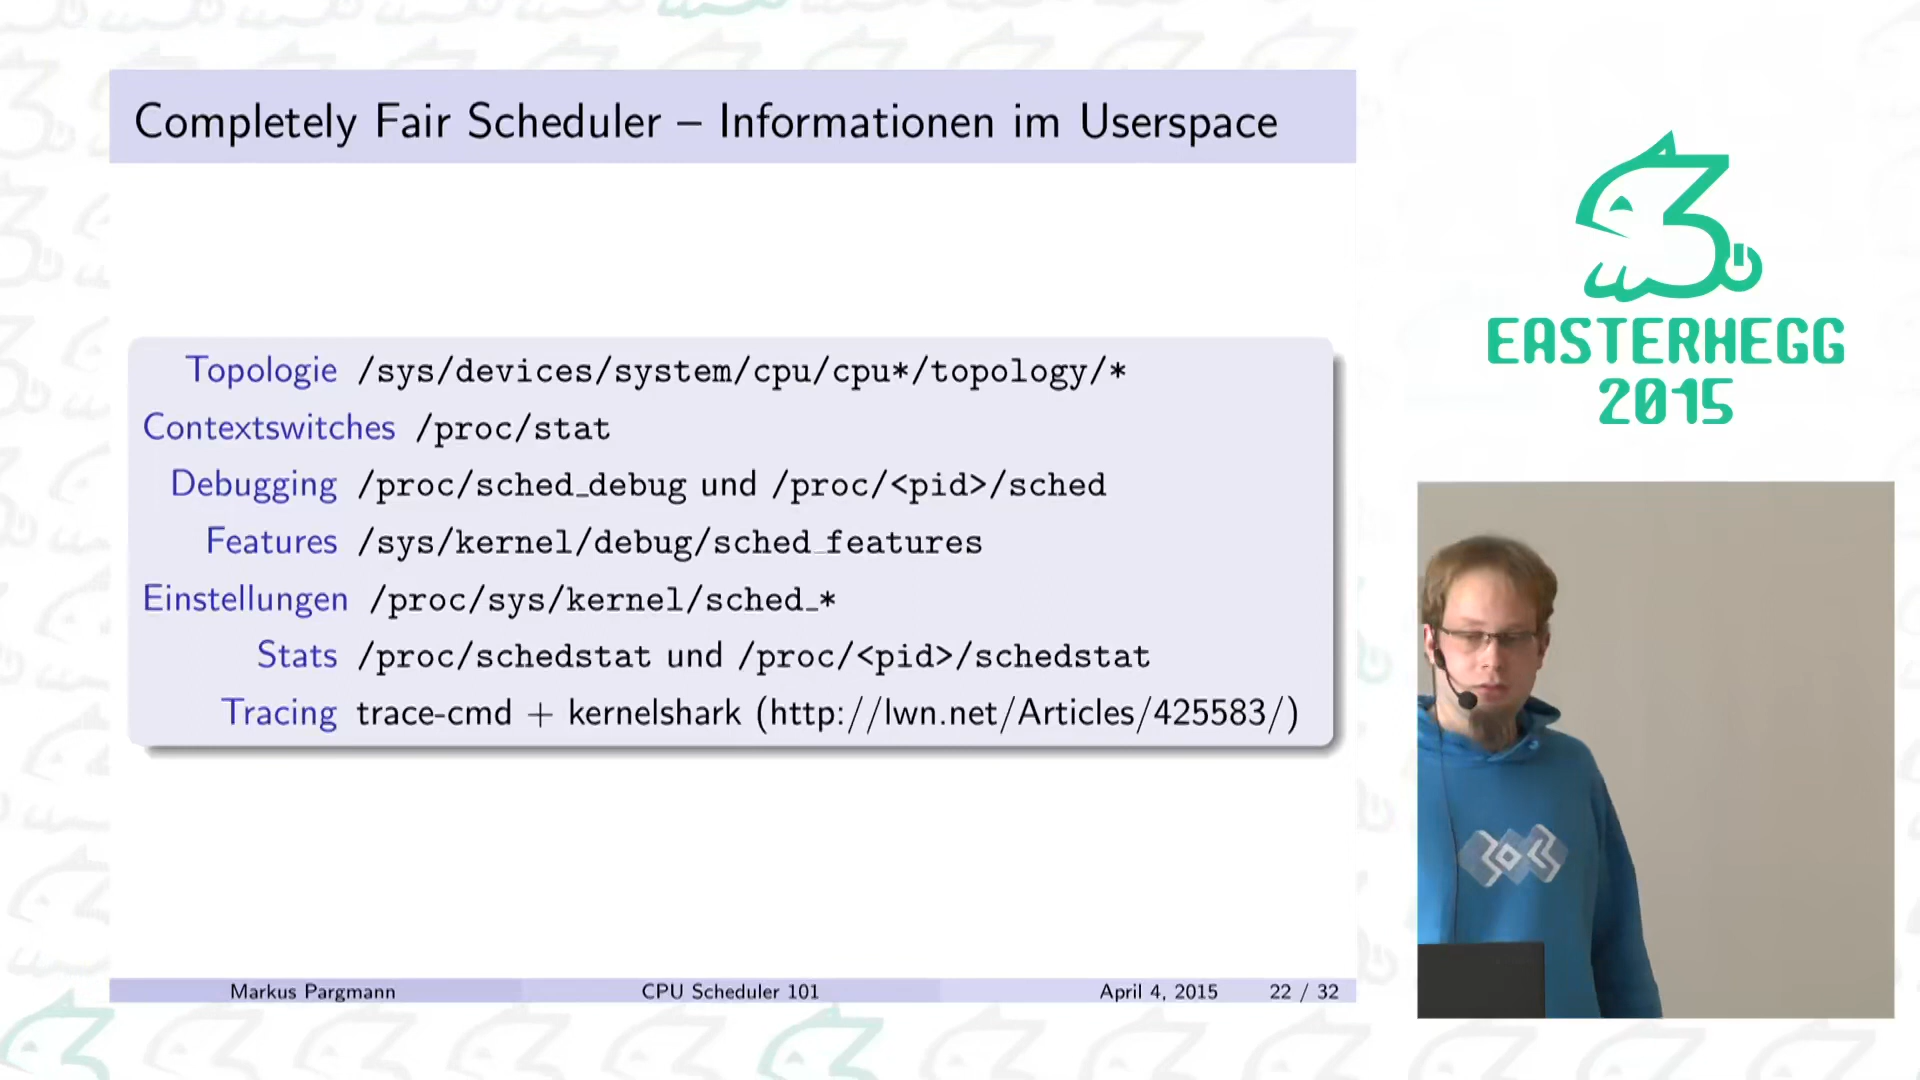 Completely Fair Scheduler – Informationen im Userspace
Topologie /sys/devices/system/cpu/cpu*/topology/*
Contextswitches /proc/stat
Debugging /proc/sched_debug und /proc/<pid>/sched
Features /sys/kernel/debug/sched_features
Einstellungen /proc/sys/kernel/sched_*
Stats /proc/schedstat und /proc/<pid>/schedstat
Tracing trace-cmd + kernelshark (http://lwn.net/Articles/425583/)
Markus Pargmann CPU Scheduler 101 April 4, 2015 22 / 32
EASTERHEGG
2015